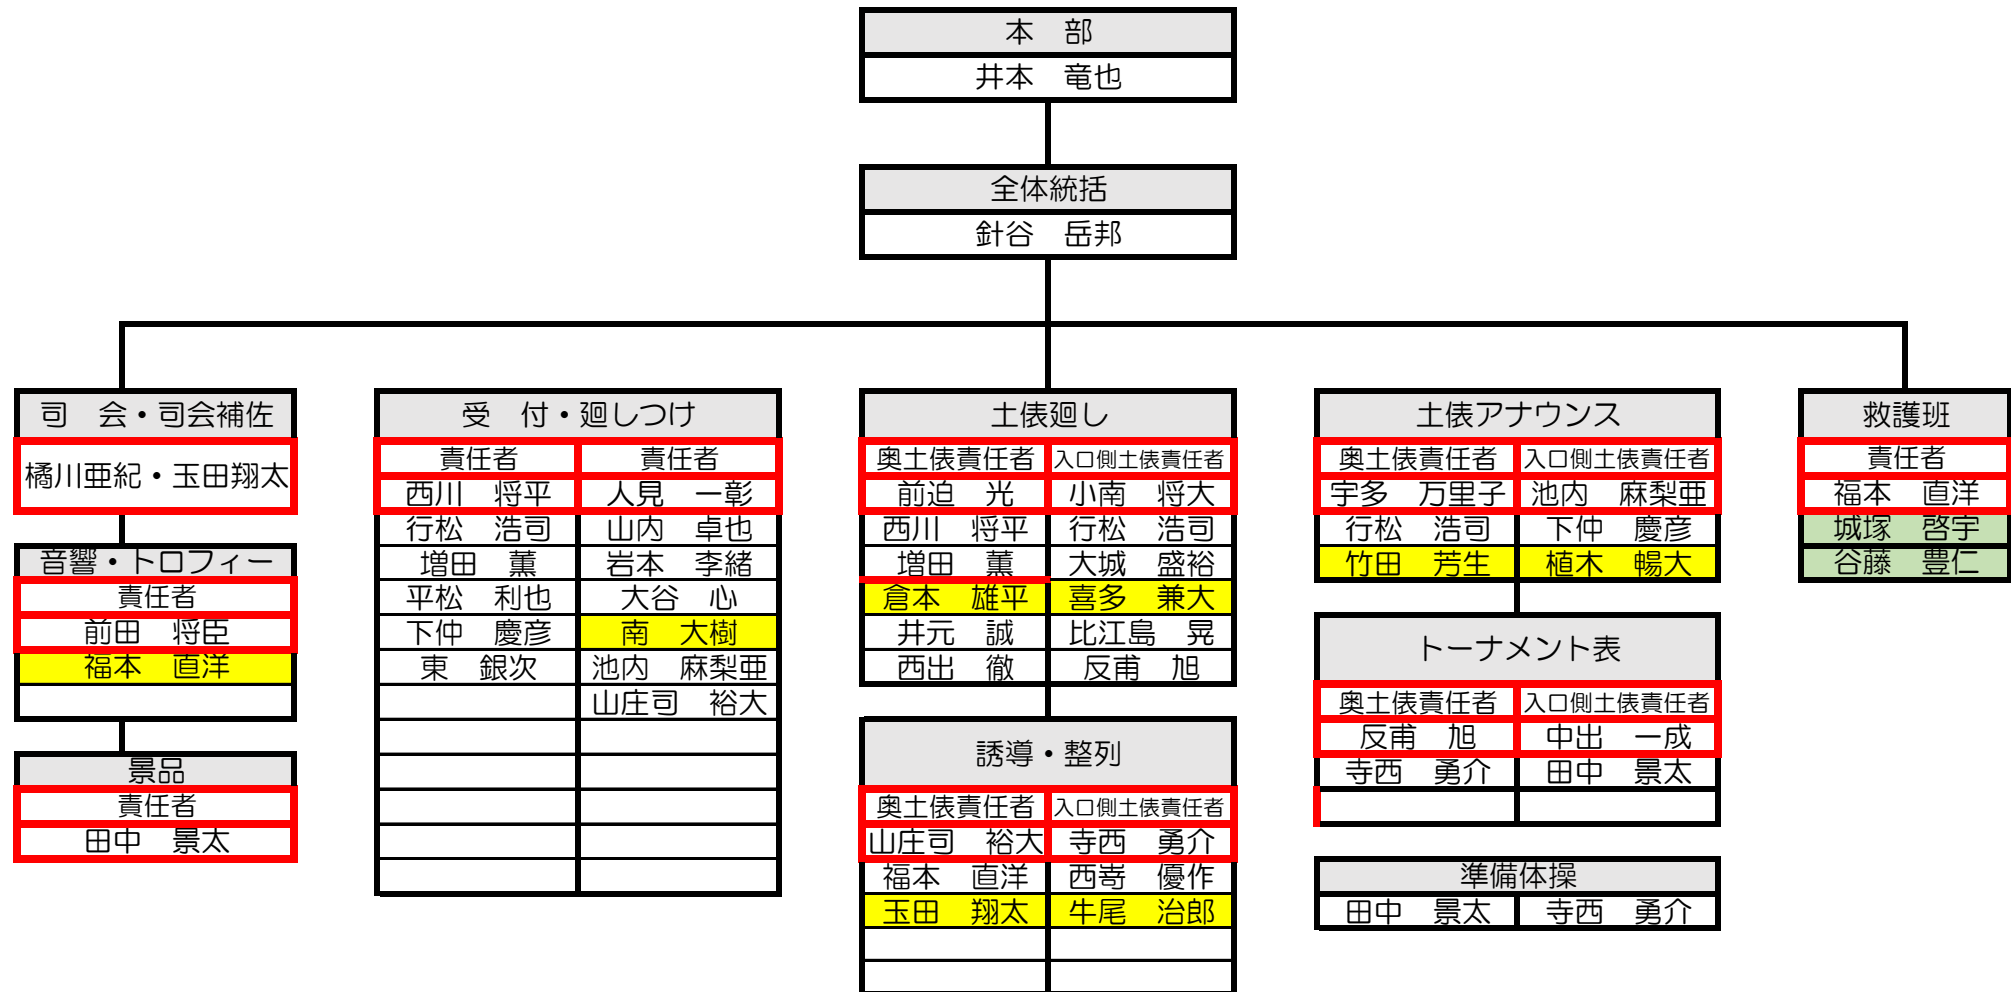 本　部
井本　竜也
全体統括
針谷　岳邦
司　会・司会補佐
橘川亜紀・玉田翔太
音響・トロフィー
責任者
前田　将臣
福本　直洋
景品
責任者
田中　景太
受　付・廻しつけ
責任者　責任者
西川　将平　人見　一彰
行松　浩司　山内　卓也
増田　薫　岩本　李緒
平松　利也　大谷　心
下仲　慶彦　南　大樹
東　銀次　池内　麻梨亜
山庄司　裕大
土俵廻し
奥土俵責任者　入口側土俵責任者
前迫　光　小南　将大
西川　将平　行松　浩司
増田　薫　大城　盛裕
倉本　雄平　喜多　兼大
井元　誠　比江島　晃
西出　徹　反甫　旭
誘導・整列
奥土俵責任者　入口側土俵責任者
山庄司　裕大　寺西　勇介
福本　直洋　西嵜　優作
玉田　翔太　牛尾　治郎
土俵アナウンス
奥土俵責任者　入口側土俵責任者
宇多　万里子　池内　麻梨亜
行松　浩司　下仲　慶彦
竹田　芳生　植木　暢大
トーナメント表
奥土俵責任者　入口側土俵責任者
反甫　旭　中出　一成
寺西　勇介　田中　景太
準備体操
田中　景太　寺西　勇介
救護班
責任者
福本　直洋
城塚　啓宇
谷藤　豊仁